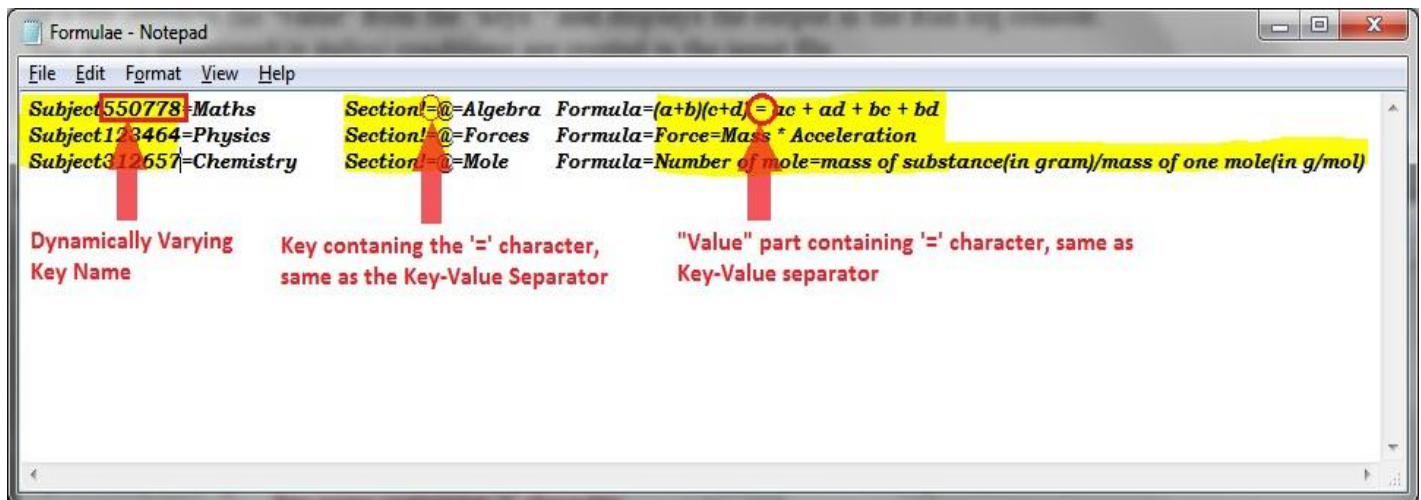 Formulae - Notepad
File Edit Format View Help
Subject550778=Maths Section!=@=Algebra Formula=(a+b)(c+d) = ac + ad + bc + bd
Subject123464=Physics Section!=@=Forces Formula=Force=Mass * Acceleration
Subject312657=Chemistry Section!=@=Mole Formula=Number of mole=mass of substance(in gram)/mass of one mole(in g/mol)
Dynamically Varying
Key Name
Key contaning the '=' character,
same as the Key-Value Separator
"Value" part containing '=' character, same as
Key-Value separator